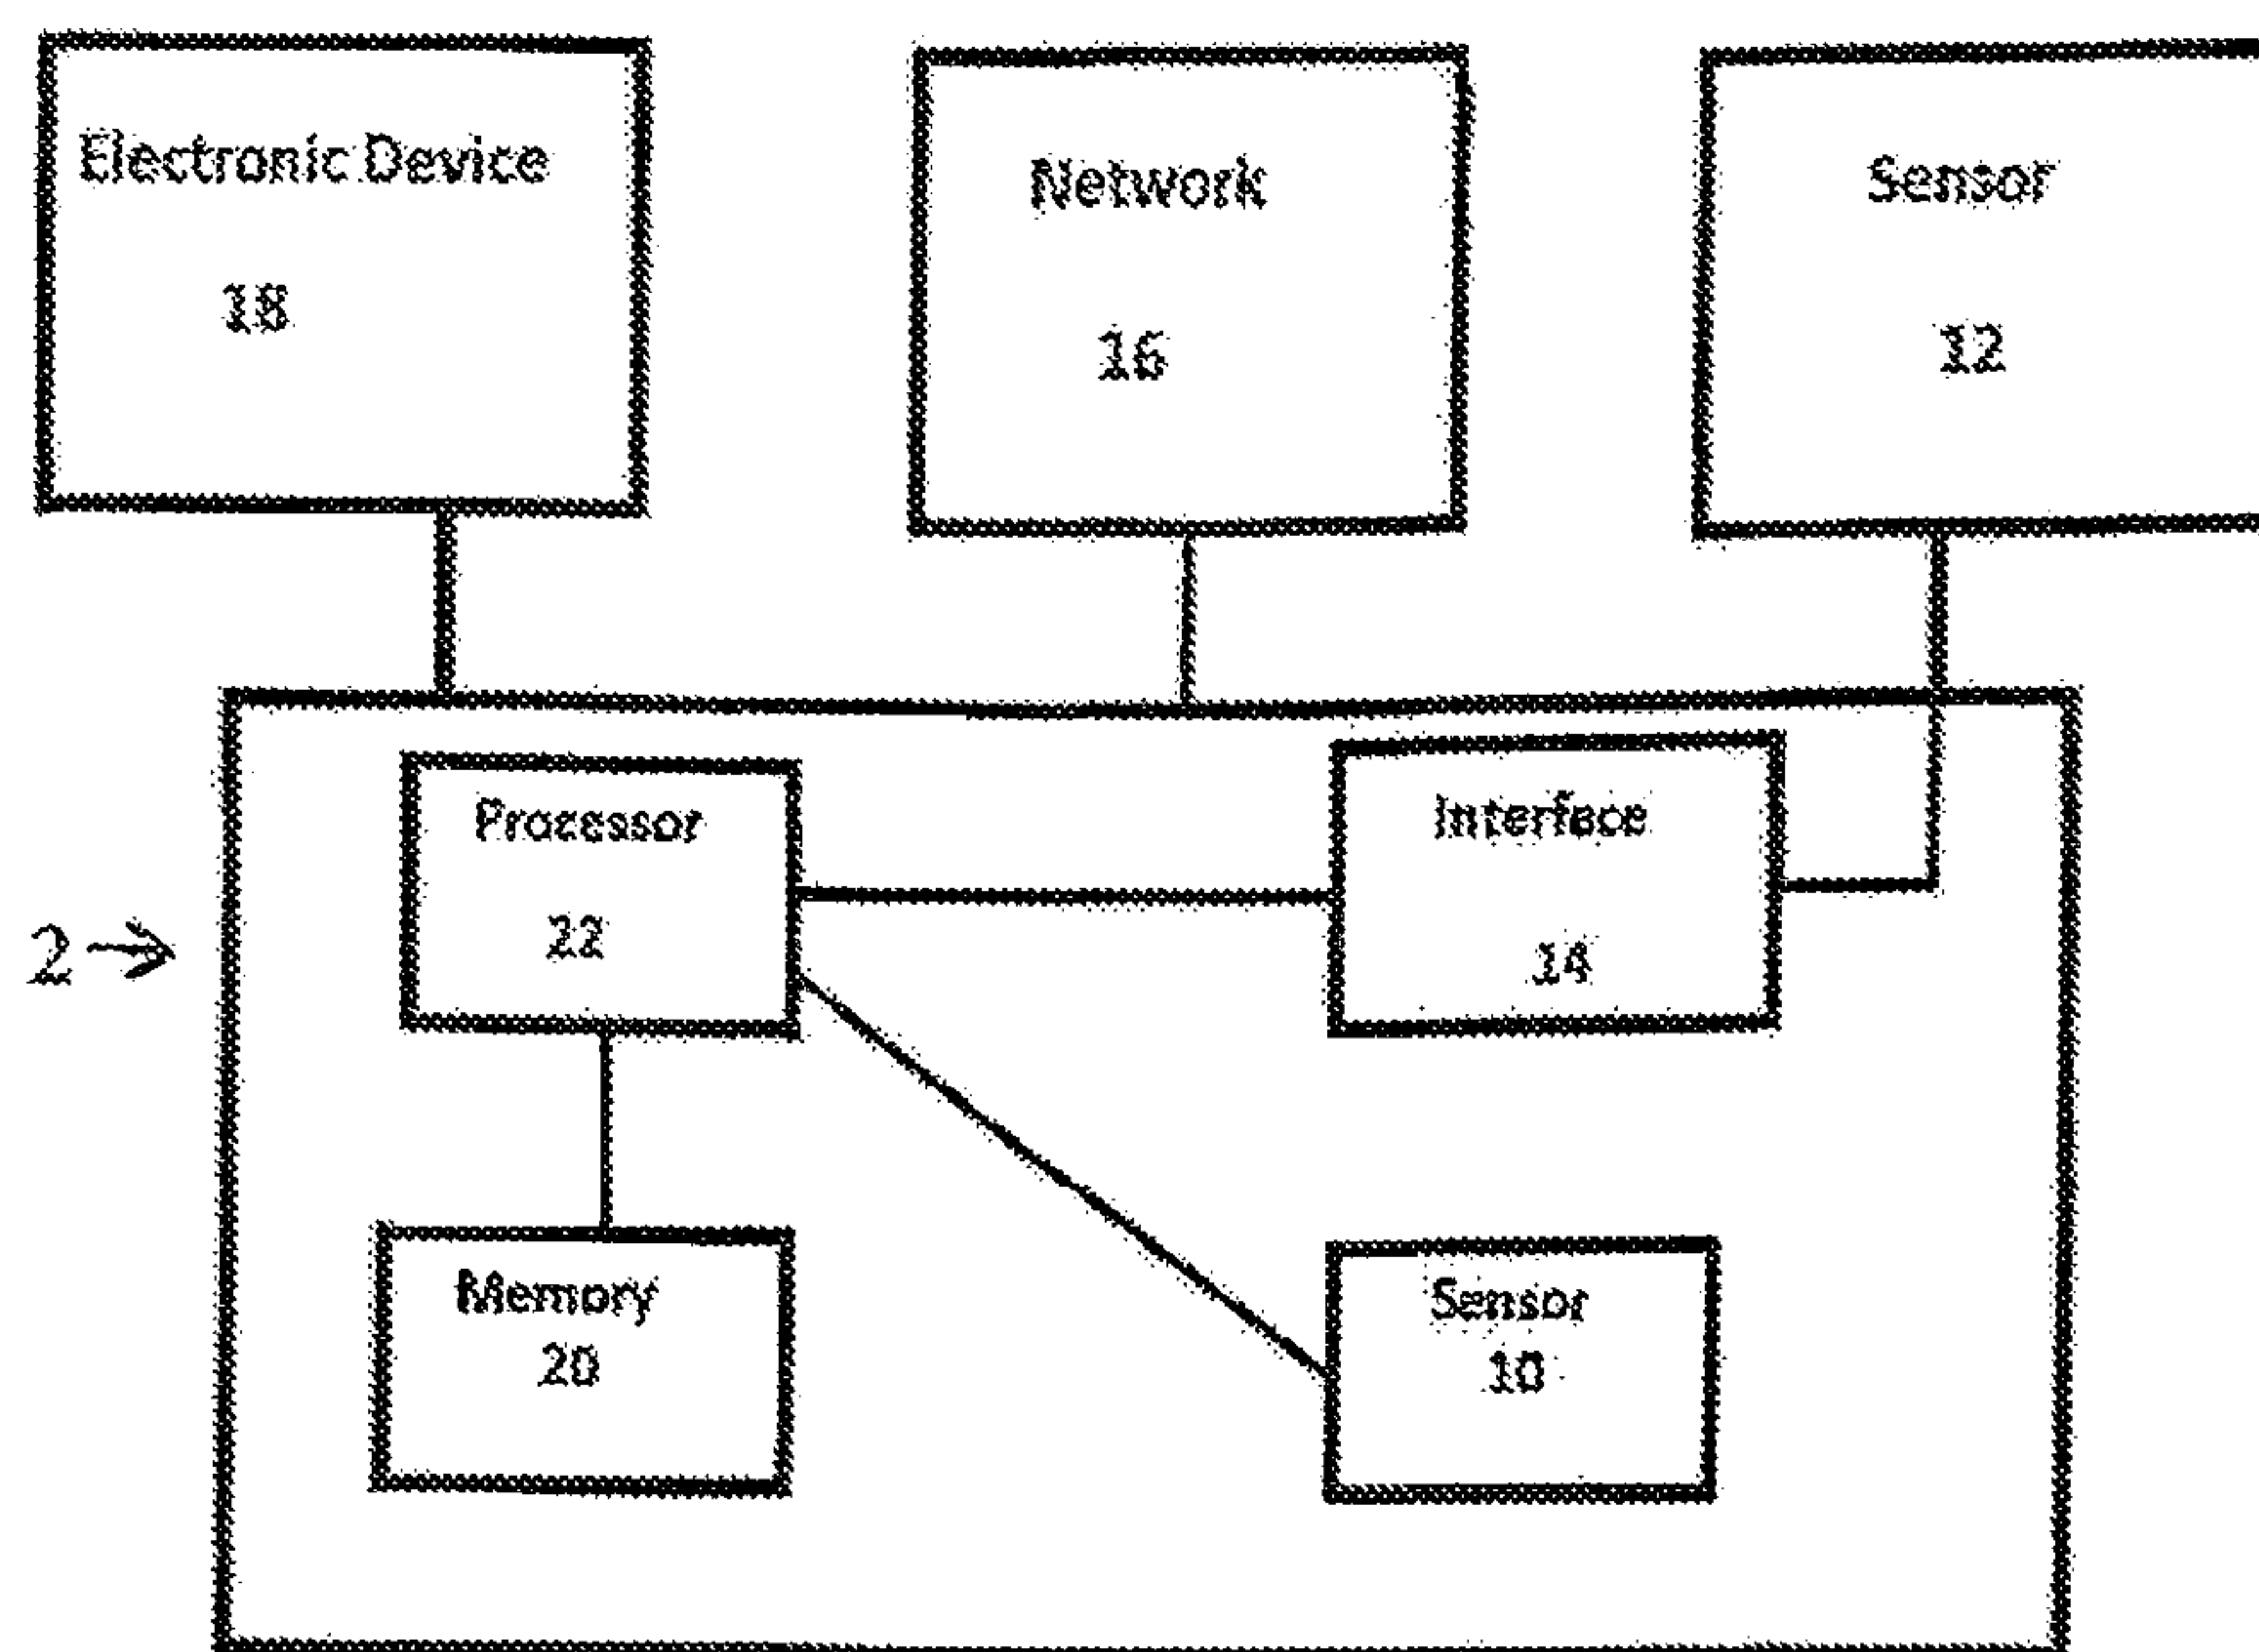 Electronic Device
18
Network
16
Sensor
12
Processor
22
Interface
14
2
Memory
20
Sensor
10